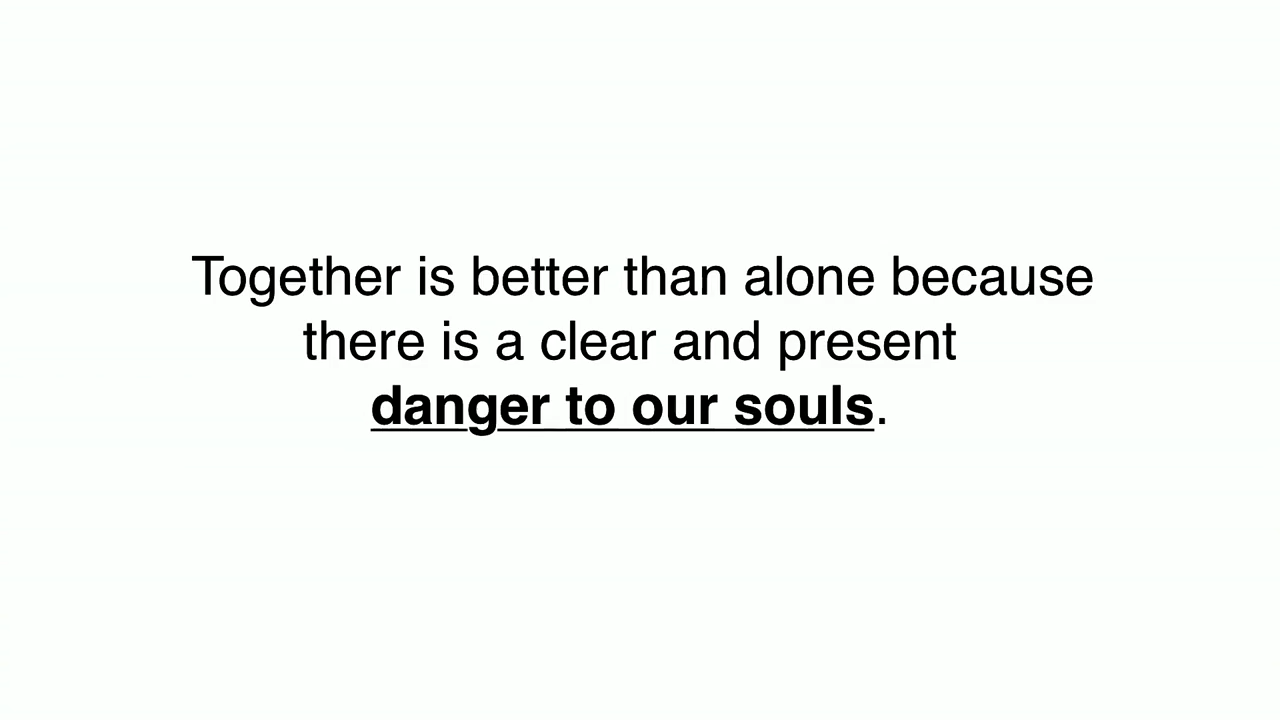 Together is better than alone because
there is a clear and present
danger to our souls.